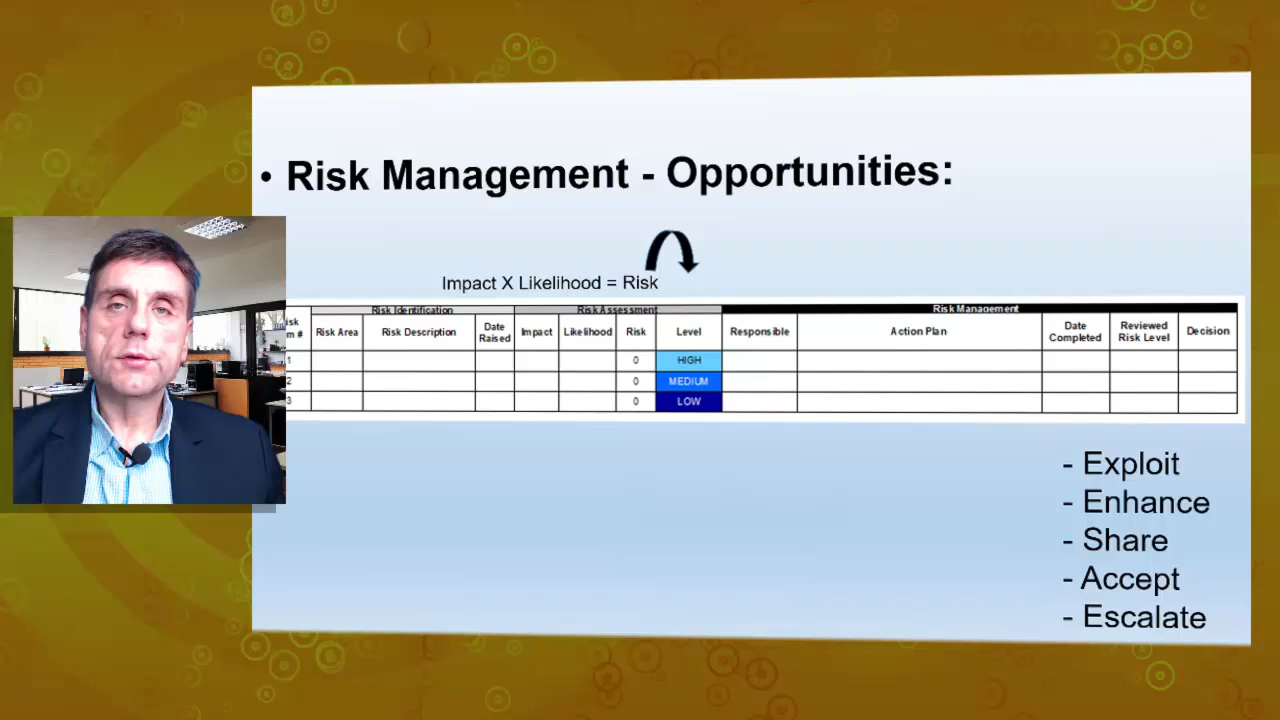 • Risk Management - Opportunities:
Impact X Likelihood = Risk
Risk Identification Risk Assessment Risk Management
Risk Area Risk Description Date Raised Impact Likelihood Risk Level Responsible Action Plan Date Completed Reviewed Risk Level Decision
1 0 HIGH
2 0 MEDIUM
3 0 LOW
- Exploit
- Enhance
- Share
- Accept
- Escalate